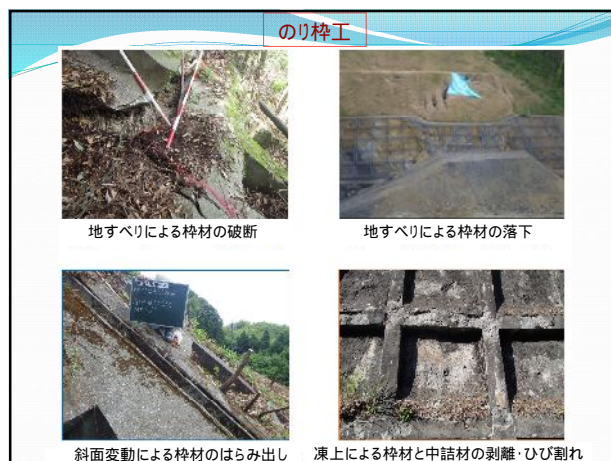 のり枠工
地すべりによる枠材の破断
地すべりによる枠材の落下
斜面変動による枠材のはらみ出し
凍上による枠材と中詰材の剥離・ひび割れ